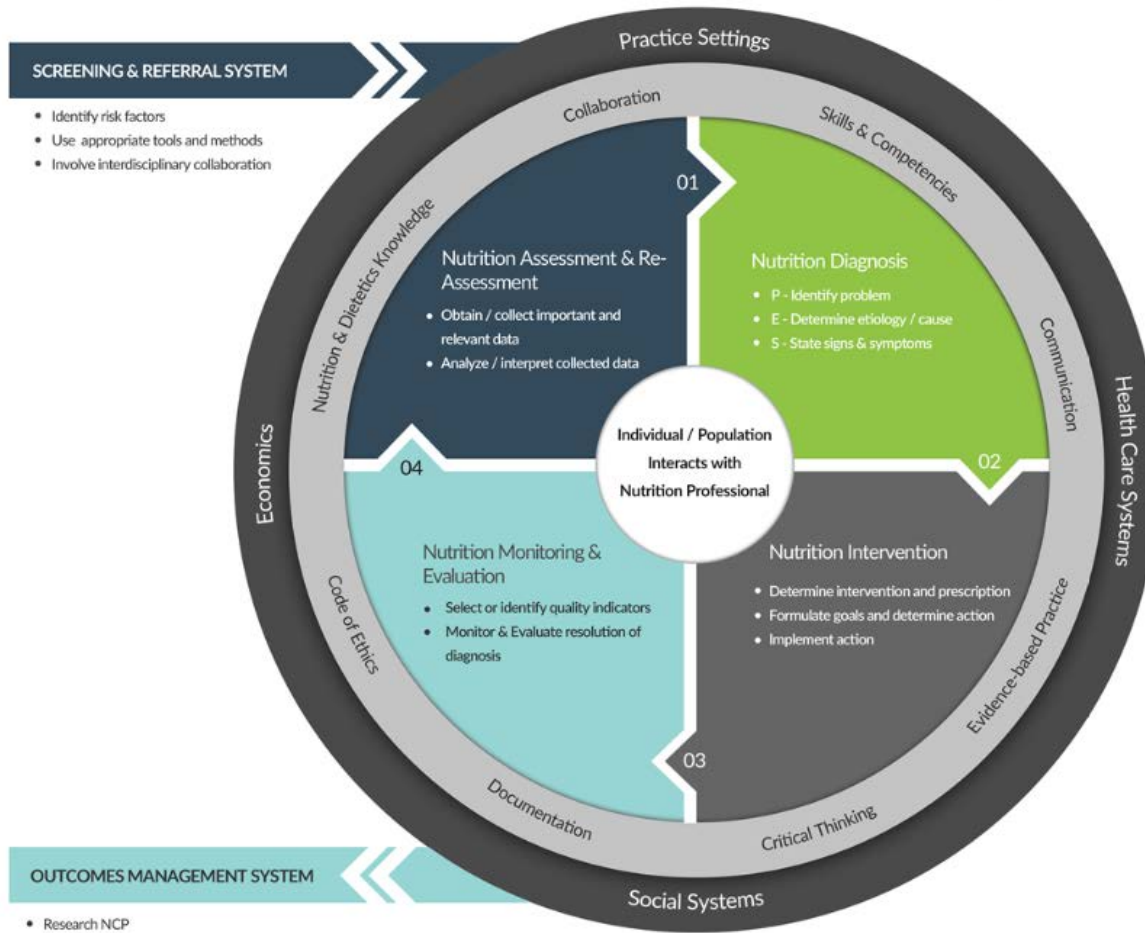 Practice Settings
SCREENING & REFERRAL SYSTEM
• Identify risk factors
• Use appropriate tools and methods
• Involve interdisciplinary collaboration
Collaboration
Skills & Competencies
Nutrition & Dietetics Knowledge
Communication
Economics
Health Care Systems
Code of Ethics
Evidence-based Practice
Documentation
Critical Thinking
Social Systems
01
Nutrition Assessment & Re-
Assessment
• Obtain / collect important and
relevant data
• Analyze / interpret collected data
Nutrition Diagnosis
• P - Identify problem
• E - Determine etiology / cause
• S - State signs & symptoms
02
Individual / Population
Interacts with
Nutrition Professional
04
Nutrition Monitoring &
Evaluation
• Select or identify quality indicators
• Monitor & Evaluate resolution of
diagnosis
Nutrition Intervention
• Determine intervention and prescription
• Formulate goals and determine action
• Implement action
03
OUTCOMES MANAGEMENT SYSTEM
• Research NCP